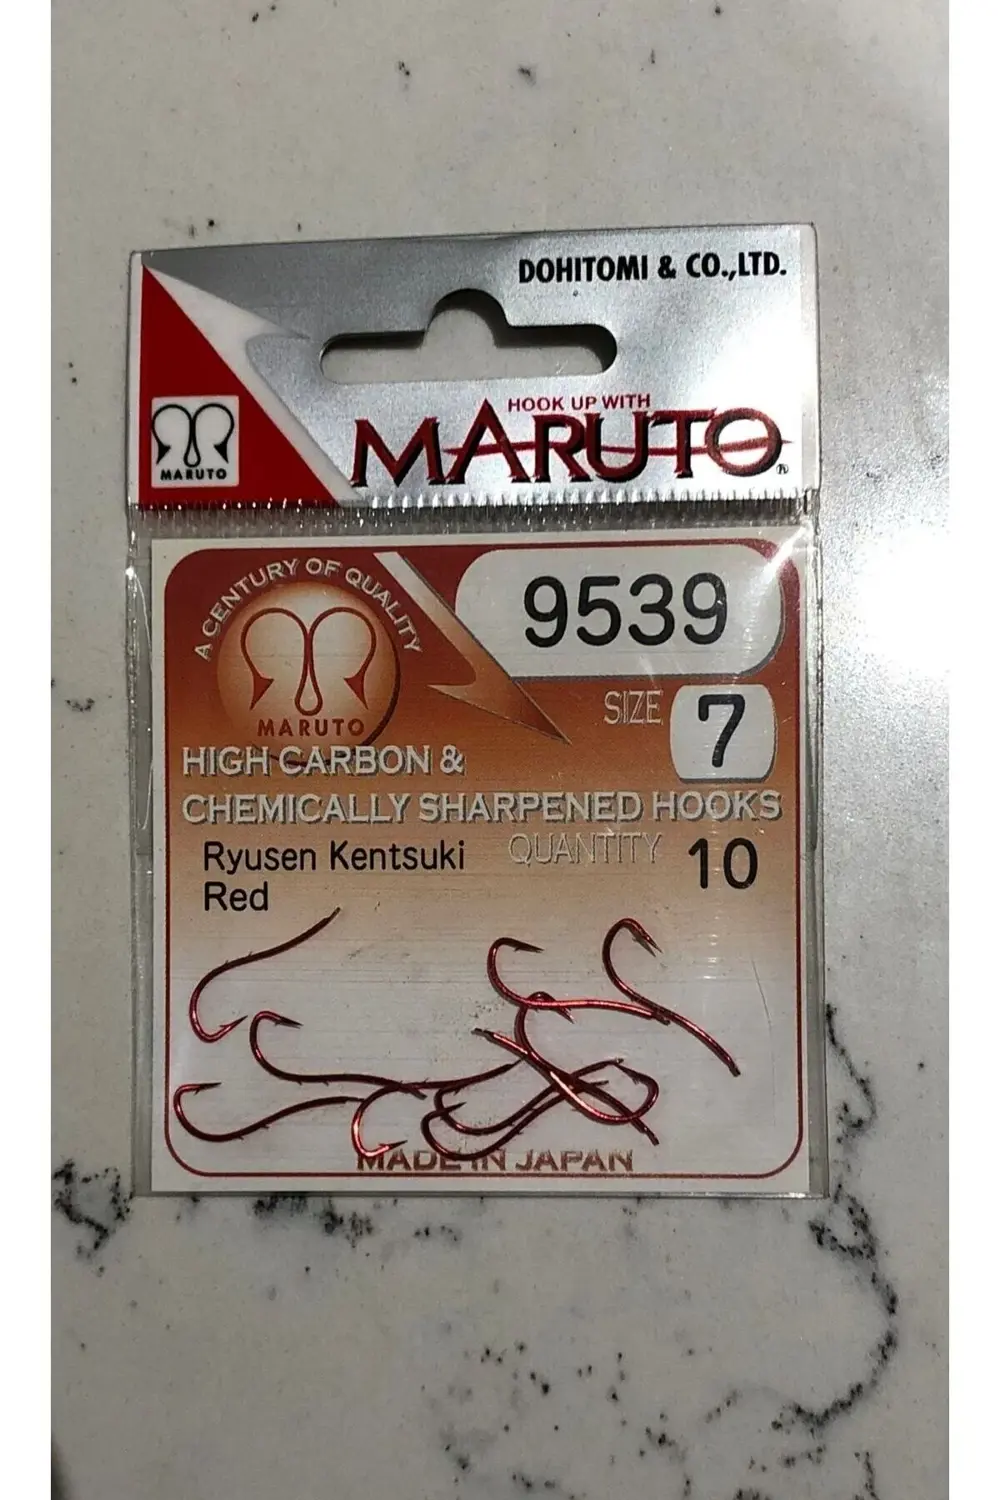 DOHITOMI & CO.,LTD.
HOOK UP WITH
MARUTO®
MARUTO
A CENTURY OF QUALITY
MARUTO
9539
SIZE 7
HIGH CARBON &
CHEMICALLY SHARPENED HOOKS
Ryusen Kentsuki
Red
QUANTITY 10
MADE IN JAPAN